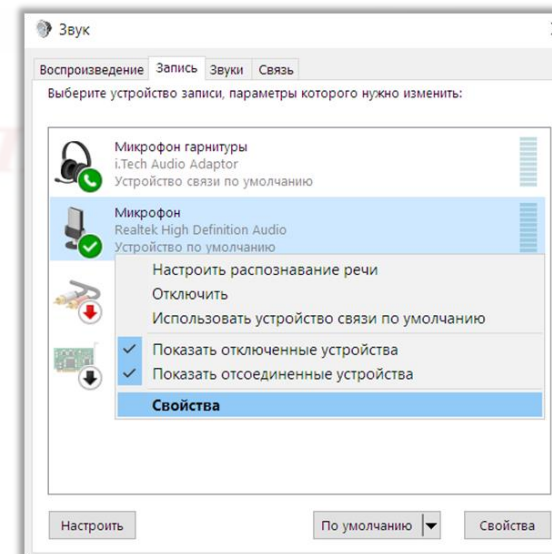 Звук
Воспроизведение Запись Звуки Связь
Выберите устройство записи, параметры которого нужно изменить:
Микрофон гарнитуры
i.Tech Audio Adaptor
Устройство связи по умолчанию
Микрофон
Realtek High Definition Audio
Устройство по умолчанию
Настроить распознавание речи
Отключить
Использовать устройство связи по умолчанию
Показать отключенные устройства
Показать отсоединенные устройства
Свойства
Настроить По умолчанию Свойства